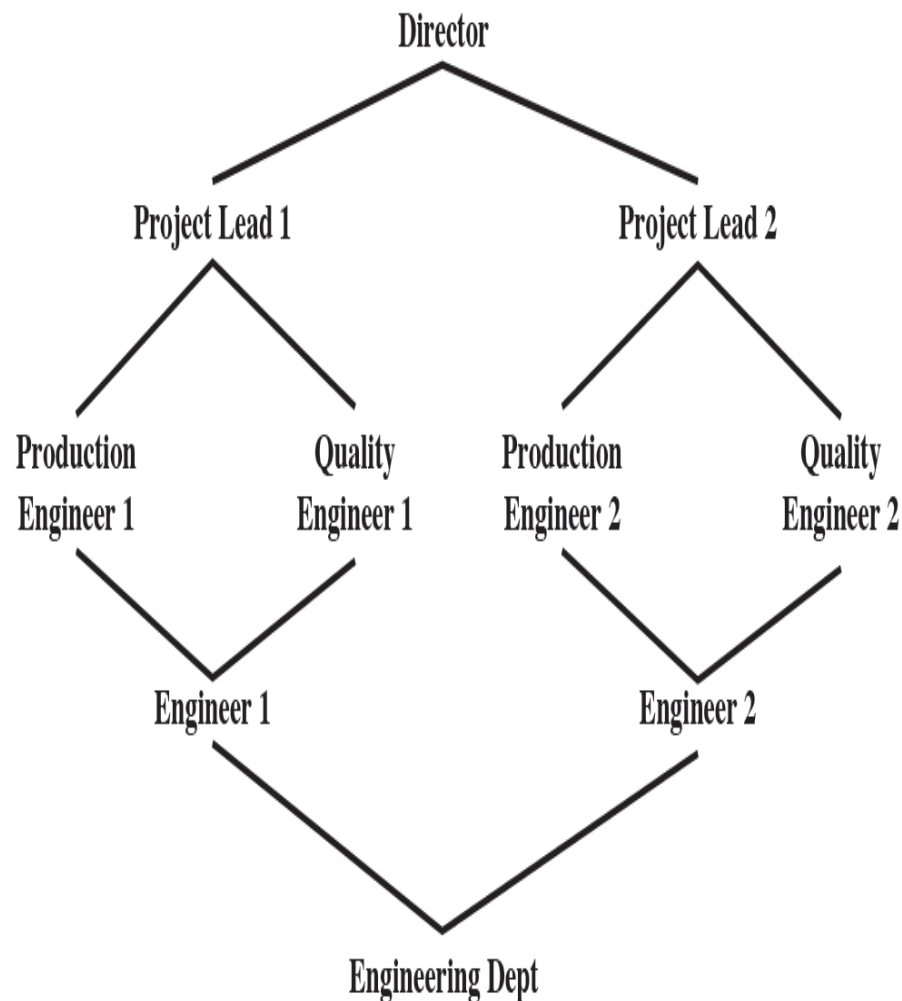 Director
Project Lead 1
Project Lead 2
Production
Engineer 1
Quality
Engineer 1
Production
Engineer 2
Quality
Engineer 2
Engineer 1
Engineer 2
Engineering Dept